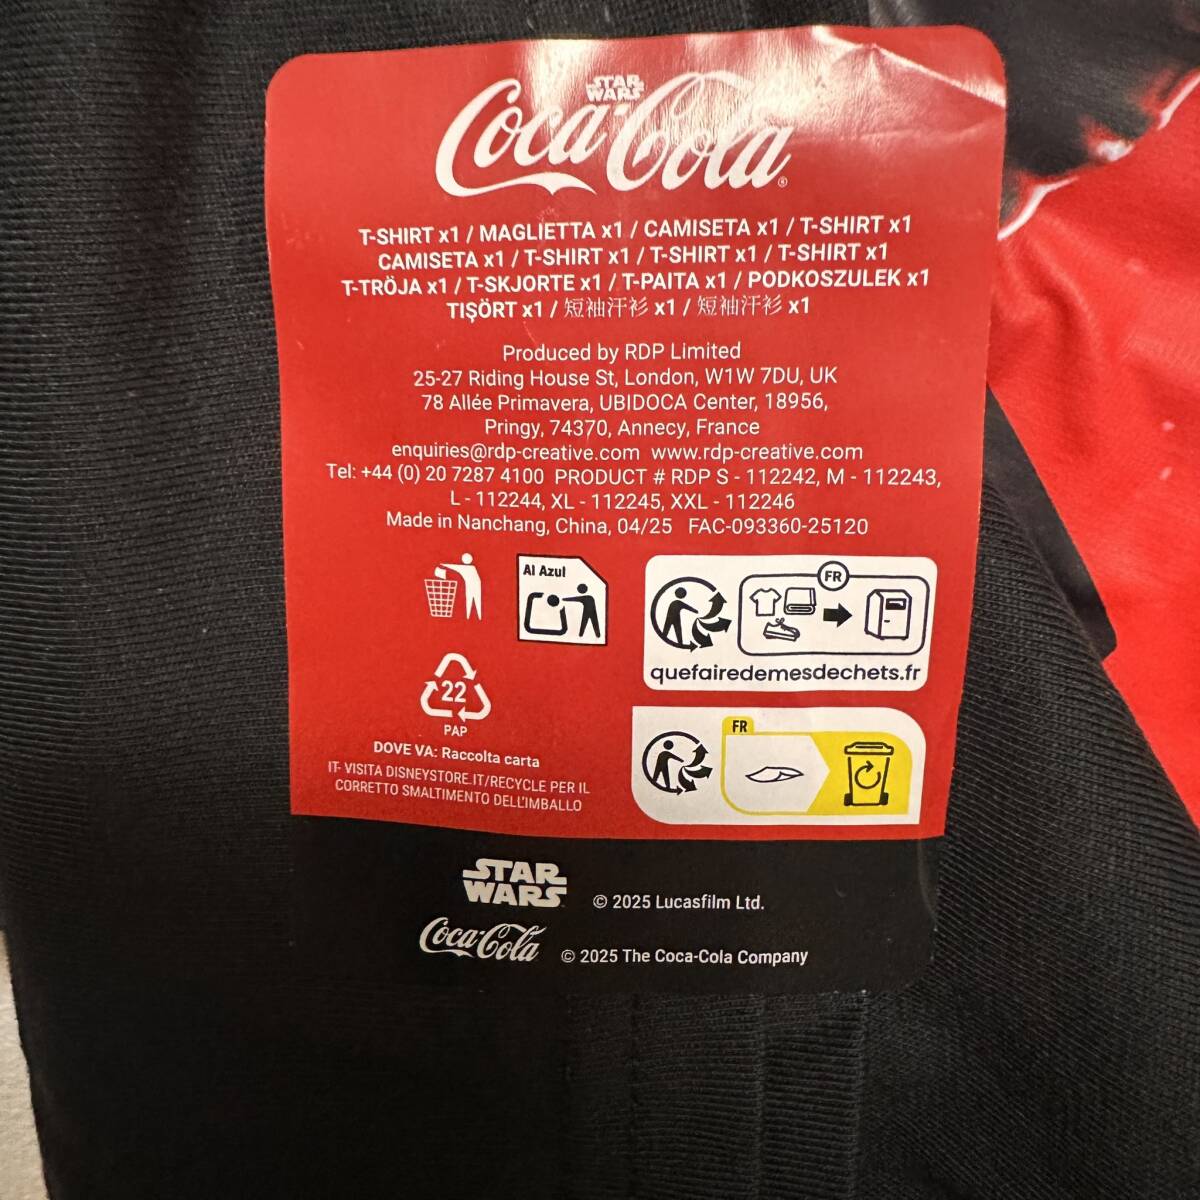 STAR
WARS
Coca-Cola®
T-SHIRT x1 / MAGLIETTA x1 / CAMISETA x1 / T-SHIRT x1
CAMISETA x1 / T-SHIRT x1 / T-SHIRT x1 / T-SHIRT x1
T-TRÖJA x1 / T-SKJORTE x1 / T-PAITA x1 / PODKOSZULEK x1
TIŞÖRT x1 / 短袖汗衫 x1 / 短袖汗衫 x1
Produced by RDP Limited
25-27 Riding House St, London, W1W 7DU, UK
78 Allée Primavera, UBIDOCA Center, 18956,
Pringy, 74370, Annecy, France
enquiries@rdp-creative.com www.rdp-creative.com
Tel: +44 (0) 20 7287 4100 PRODUCT # RDP S - 112242, M - 112243,
L - 112244, XL - 112245, XXL - 112246
Made in Nanchang, China, 04/25 FAC-093360-25120
Al Azul
FR
quefairedemesdechets.fr
22
PAP
DOVE VA: Raccolta carta
IT- VISITA DISNEYSTORE.IT/RECYCLE PER IL
CORRETTO SMALTIMENTO DELL'IMBALLO
FR
STAR
WARS © 2025 Lucasfilm Ltd.
Coca-Cola © 2025 The Coca-Cola Company